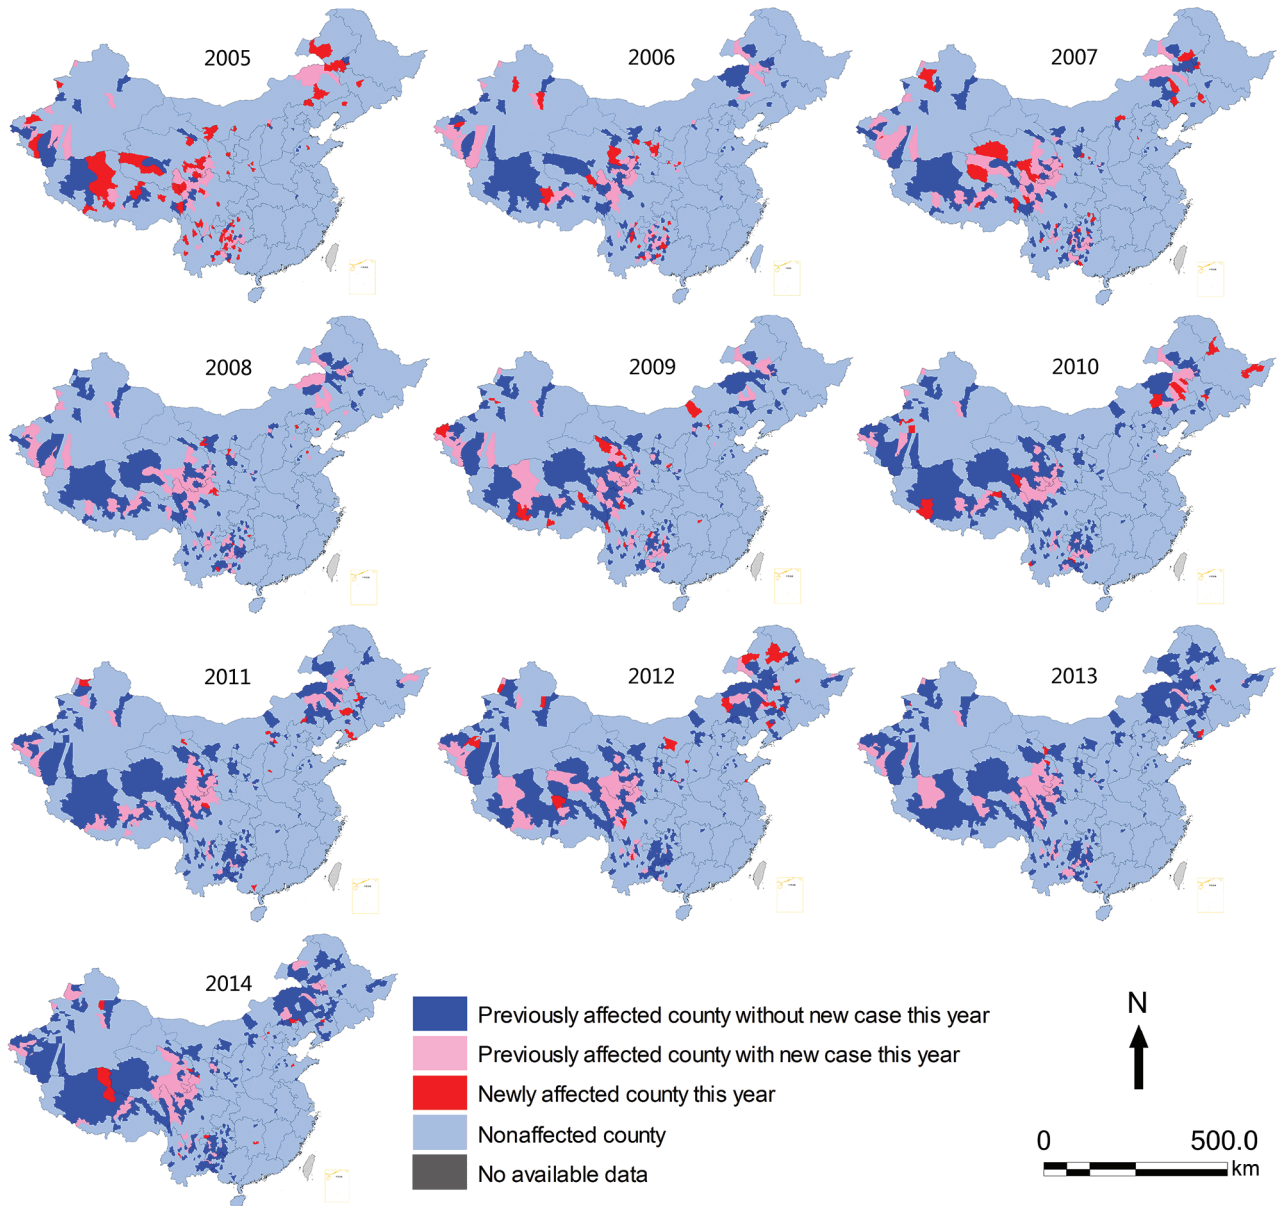 2005
2006
2007
2008
2009
2010
2011
2012
2013
2014
Previously affected county without new case this year
Previously affected county with new case this year
Newly affected county this year
Nonaffected county
No available data
N
0 500.0
km